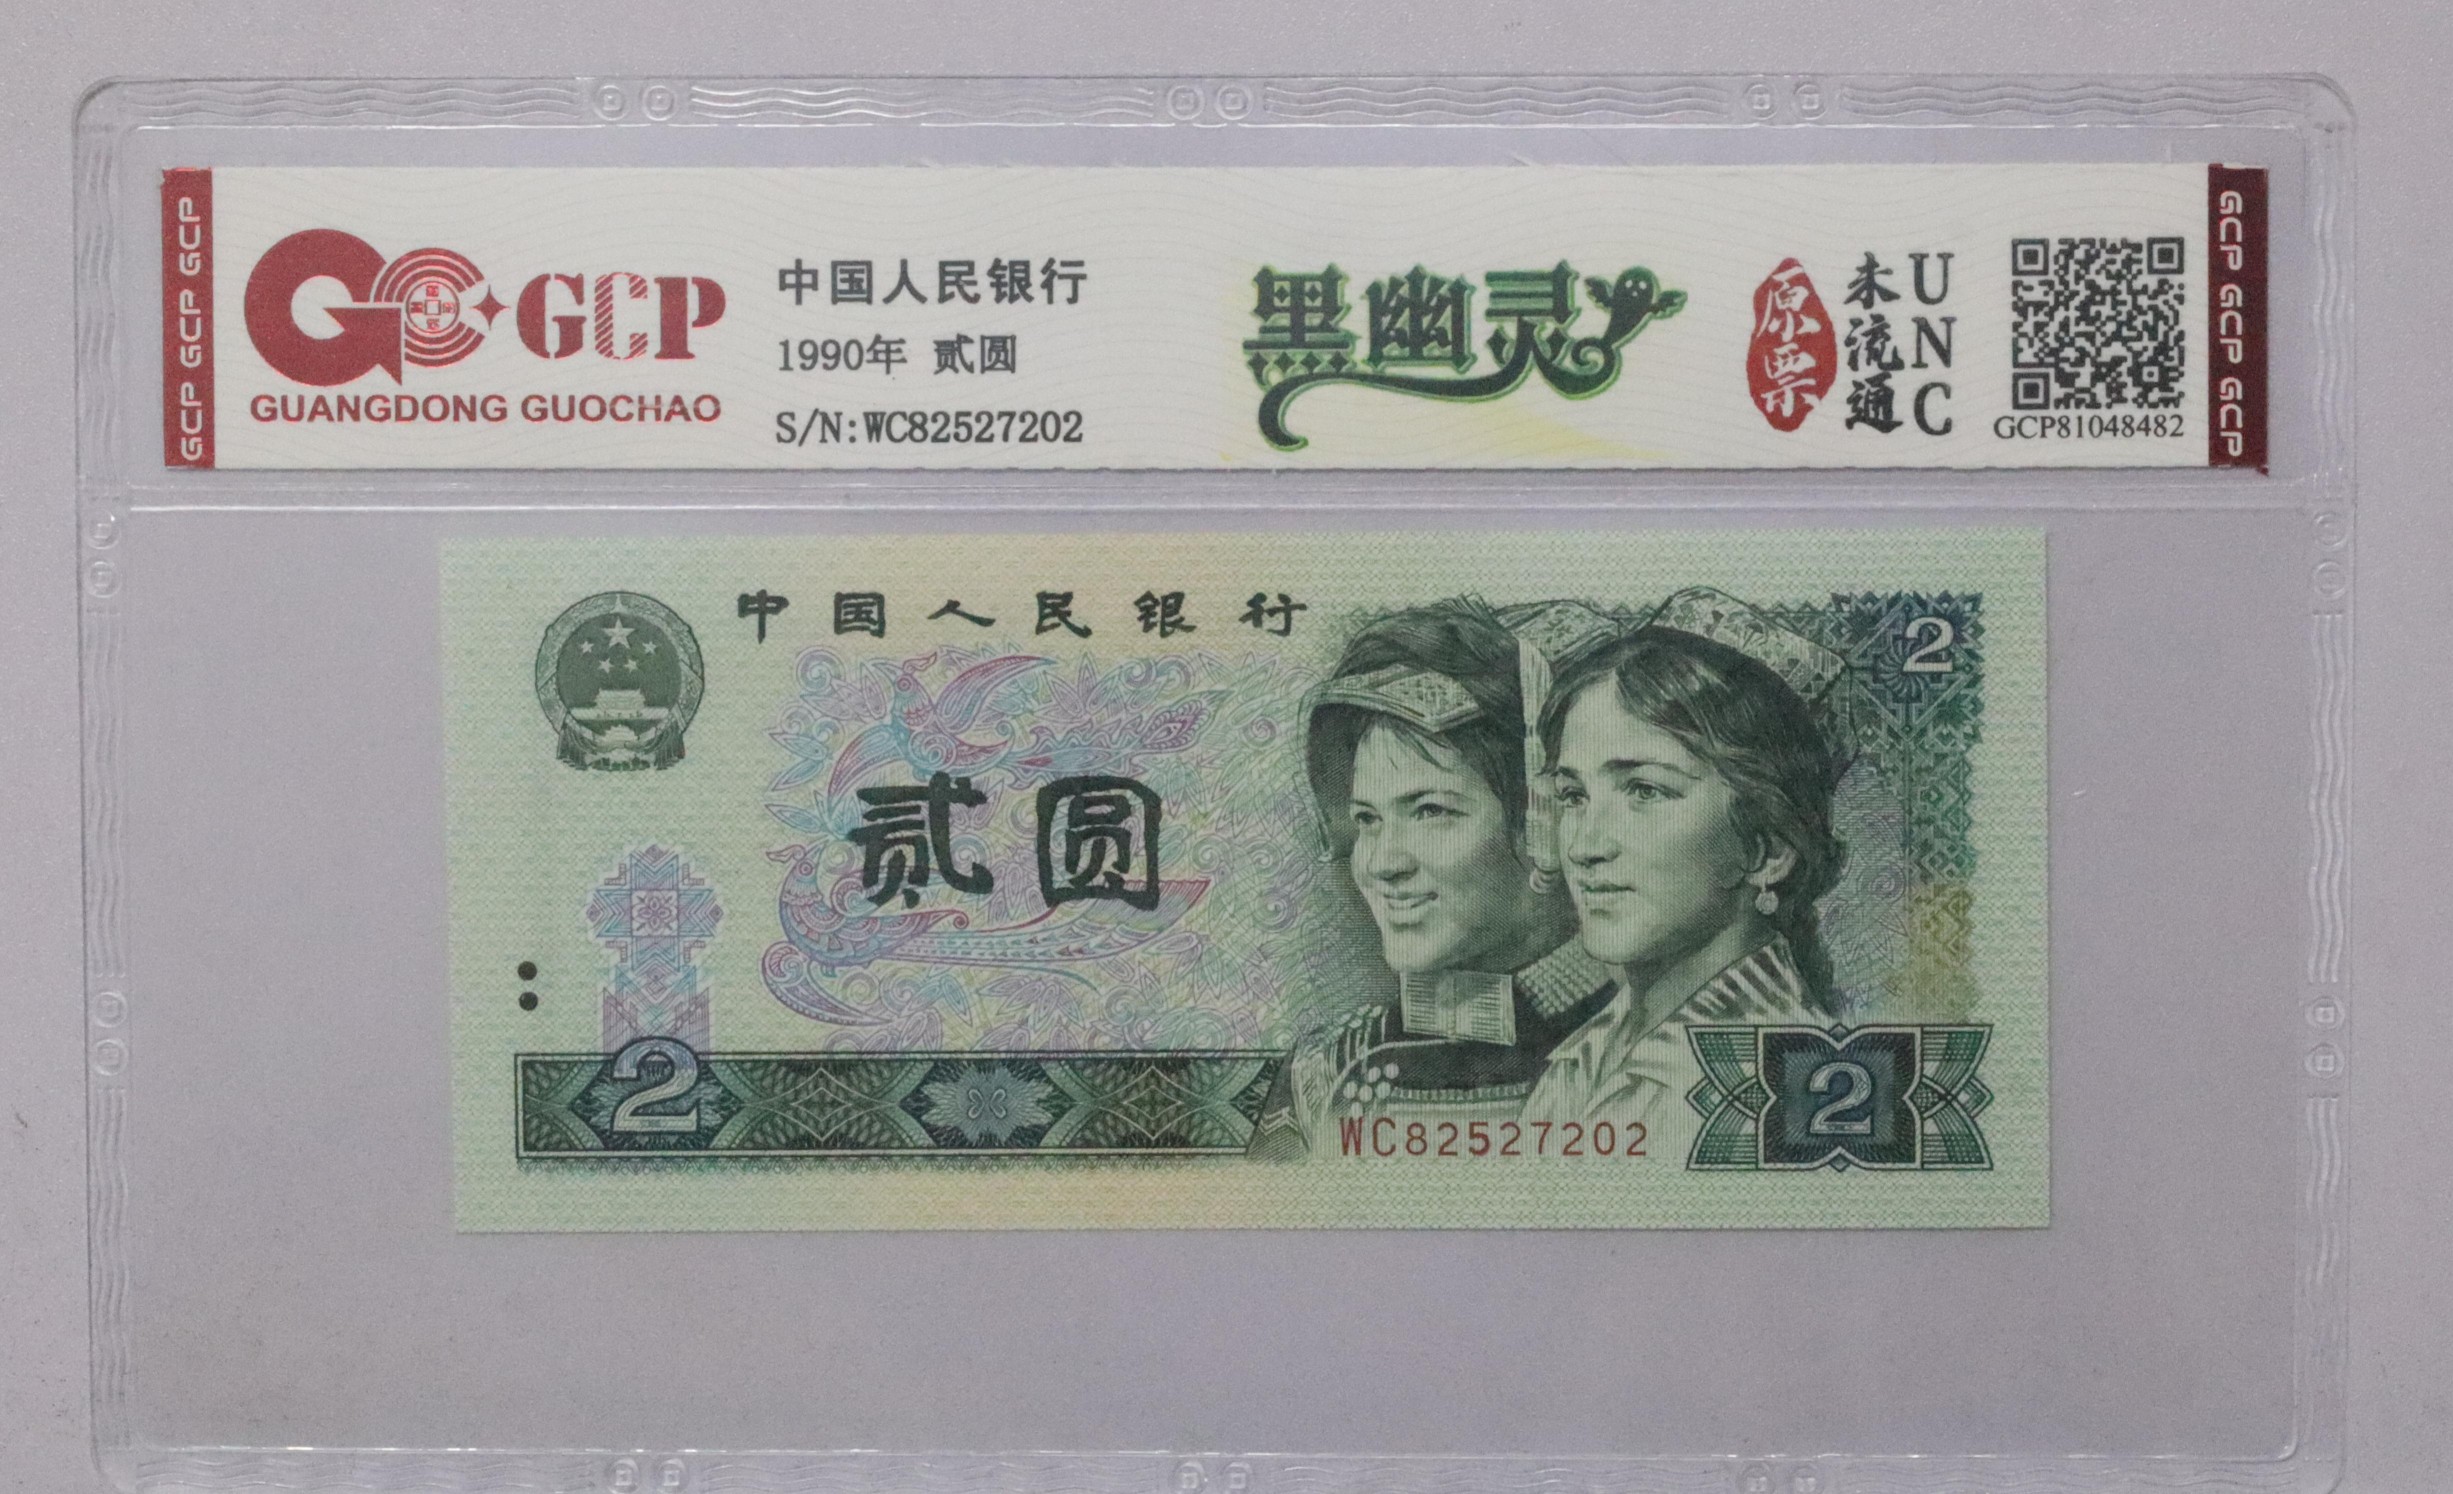 GCP GCP GCP
GCP
GUANGDONG GUOCHAO
中国人民银行
1990年 贰圆
S/N:WC82527202
黑幽灵
原票
未流通
UNC
GCP81048482
GCP GCP GCP
中国人民银行
2
贰圆
2
WC82527202
2